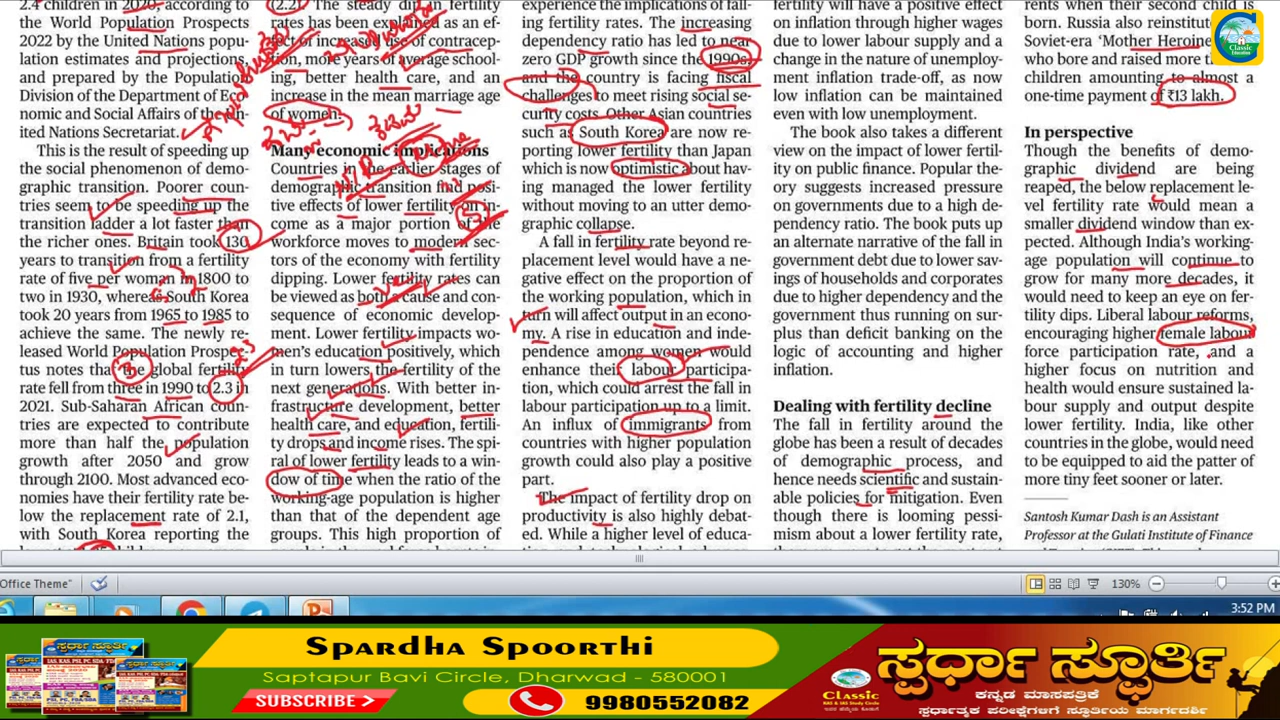 2.4 children in 2020, according
to the World Population Prospects
2022 by the United Nations popu-
lation estimates and projections,
and prepared by the Population
Division of the Department of Eco-
nomic and Social Affairs of the Un-
ited Nations Secretariat.
This is the result of speeding up
the social phenomenon of demo-
graphic transition. Poorer coun-
tries seem to be speeding up the
transition ladder a lot faster than
the richer ones. Britain took 130
years to transition from a fertility
rate of five per woman in 1800 to
two in 1930, whereas South Korea
took 20 years from 1965 to 1985 to
achieve the same. The newly re-
leased World Population Prospec-
tus notes that the global fertility
rate fell from three in 1990 to 2.3 in
2021. Sub-Saharan African coun-
tries are expected to contribute
more than half the population
growth after 2050 and grow
through 2100. Most advanced eco-
nomies have their fertility rate be-
low the replacement rate of 2.1,
with South Korea reporting the
(2.2). The steady dip in fertility
rates has been explained as an ef-
fect of increased use of contracep-
tion, more years of average school-
ing, better health care, and an
increase in the mean marriage age
of women.
Many economic implications
Countries in the earlier stages of
demographic transition find posi-
tive effects of lower fertility on in-
come as a major portion of the
workforce moves to modern sec-
tors of the economy with fertility
dipping. Lower fertility rates can
be viewed as both a cause and con-
sequence of economic develop-
ment. Lower fertility impacts wo-
men's education positively, which
in turn lowers the fertility of the
next generations. With better in-
frastructure development, better
health care, and education, fertili-
ty drops and income rises. The spi-
ral of lower fertility leads to a win-
dow of time when the ratio of the
working-age population is higher
than that of the dependent age
groups. This high proportion of
experience the implications of fal-
ling fertility rates. The increasing
dependency ratio has led to near
zero GDP growth since the 1990s,
and the country is facing fiscal
challenges to meet rising social se-
curity costs. Other Asian countries
such as South Korea are now re-
porting lower fertility than Japan
which is now optimistic about hav-
ing managed the lower fertility
without moving to an utter demo-
graphic collapse.
A fall in fertility rate beyond re-
placement level would have a ne-
gative effect on the proportion of
the working population, which in
turn will affect output in an econo-
my. A rise in education and inde-
pendence among women would
enhance their labour participa-
tion, which could arrest the fall in
labour participation up to a limit.
An influx of immigrants from
countries with higher population
growth could also play a positive
part.
The impact of fertility drop on
productivity is also highly debat-
ed. While a higher level of educa-
fertility will have a positive effect
on inflation through higher wages
due to lower labour supply and a
change in the nature of unemploy-
ment inflation trade-off, as now
low inflation can be maintained
even with low unemployment.
The book also takes a different
view on the impact of lower fertil-
ity on public finance. Popular the-
ory suggests increased pressure
on governments due to a high de-
pendency ratio. The book puts up
an alternate narrative of the fall in
government debt due to lower sav-
ings of households and corporates
due to higher dependency and the
government thus running on sur-
plus than deficit banking on the
logic of accounting and higher
inflation.
Dealing with fertility decline
The fall in fertility around the
globe has been a result of decades
of demographic process, and
hence needs scientific and sustain-
able policies for mitigation. Even
though there is looming pessi-
mism about a lower fertility rate,
rents when their second child is
born. Russia also reinstituted
Soviet-era 'Mother Heroine
who bore and raised more
children amounting to almost a
one-time payment of ₹13 lakh.
In perspective
Though the benefits of demo-
graphic dividend are being
reaped, the below replacement le-
vel fertility rate would mean a
smaller dividend window than ex-
pected. Although India's working-
age population will continue to
grow for many more decades, it
would need to keep an eye on fer-
tility dips. Liberal labour reforms,
encouraging higher female labour
force participation rate, and a
higher focus on nutrition and
health would ensure sustained la-
bour supply and output despite
lower fertility. India, like other
countries in the globe, would need
to be equipped to aid the patter of
more tiny feet sooner or later.
Santosh Kumar Dash is an Assistant
Professor at the Gulati Institute of Finance
Classic
Education
Office Theme"
130%
3:52 PM
Spardha Spoorthi
Saptapur Bavi Circle, Dharwad - 580001
SUBSCRIBE
9980552082
Classic
IAS & KAS Study Circle
ಸ್ಪರ್ಧಾ ಸ್ಫೂರ್ತಿ
ಕನ್ನಡ ಮಾಸಪತ್ರಿಕೆ
ಸ್ಪರ್ಧಾತ್ಮಕ ಪರೀಕ್ಷೆಗಳಿಗೆ ಸ್ಫೂರ್ತಿಯ ಮಾರ್ಗದರ್ಶಿ